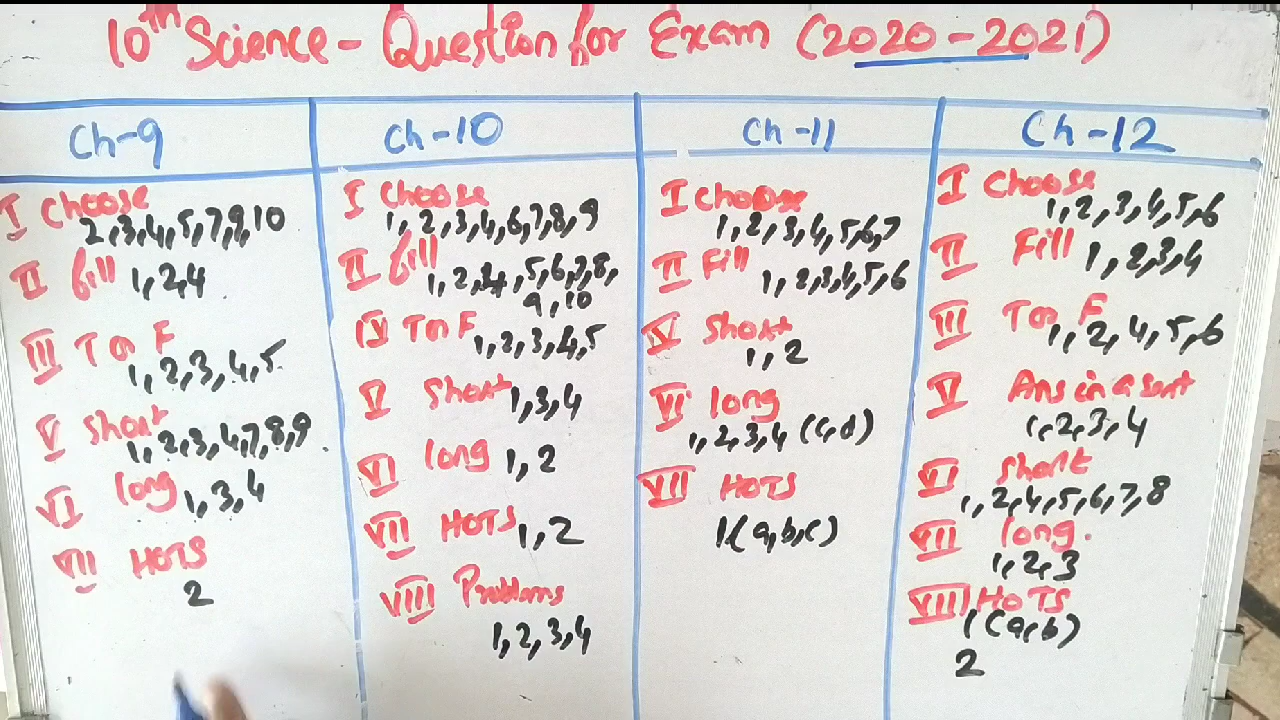 10th Science - Question for Exam (2020-2021)
Ch-9
I Choose
2,3,4,5,7,9,10
II fill 1,2,4
III T or F
1,2,3,4,5
V Short
1,2,3,4,7,8,9
VI long 1,3,4
VII HOTS
2
Ch-10
I Choose
1,2,3,4,6,7,8,9
II fill
1,2,3,4,5,6,7,8,
9,10
IV T or F 1,2,3,4,5
V Short 1,3,4
VI long 1,2
VII HOTS 1,2
VIII Problems
1,2,3,4
Ch-11
I Choose
1,2,3,4,5,6,7
II Fill 1,2,3,4,5,6
IV Short
1,2
VI long
1,2,3,4 (c,d)
VII HOTS
1(a,b,c)
Ch-12
I Choose
1,2,3,4,5,6
II Fill 1,2,3,4
III T or F
1,2,4,5,6
V Ans in a sent
1,2,3,4
VI Short
1,2,4,5,6,7,8
VII long.
1,2,3
VIII HOTS
1(a,b)
2